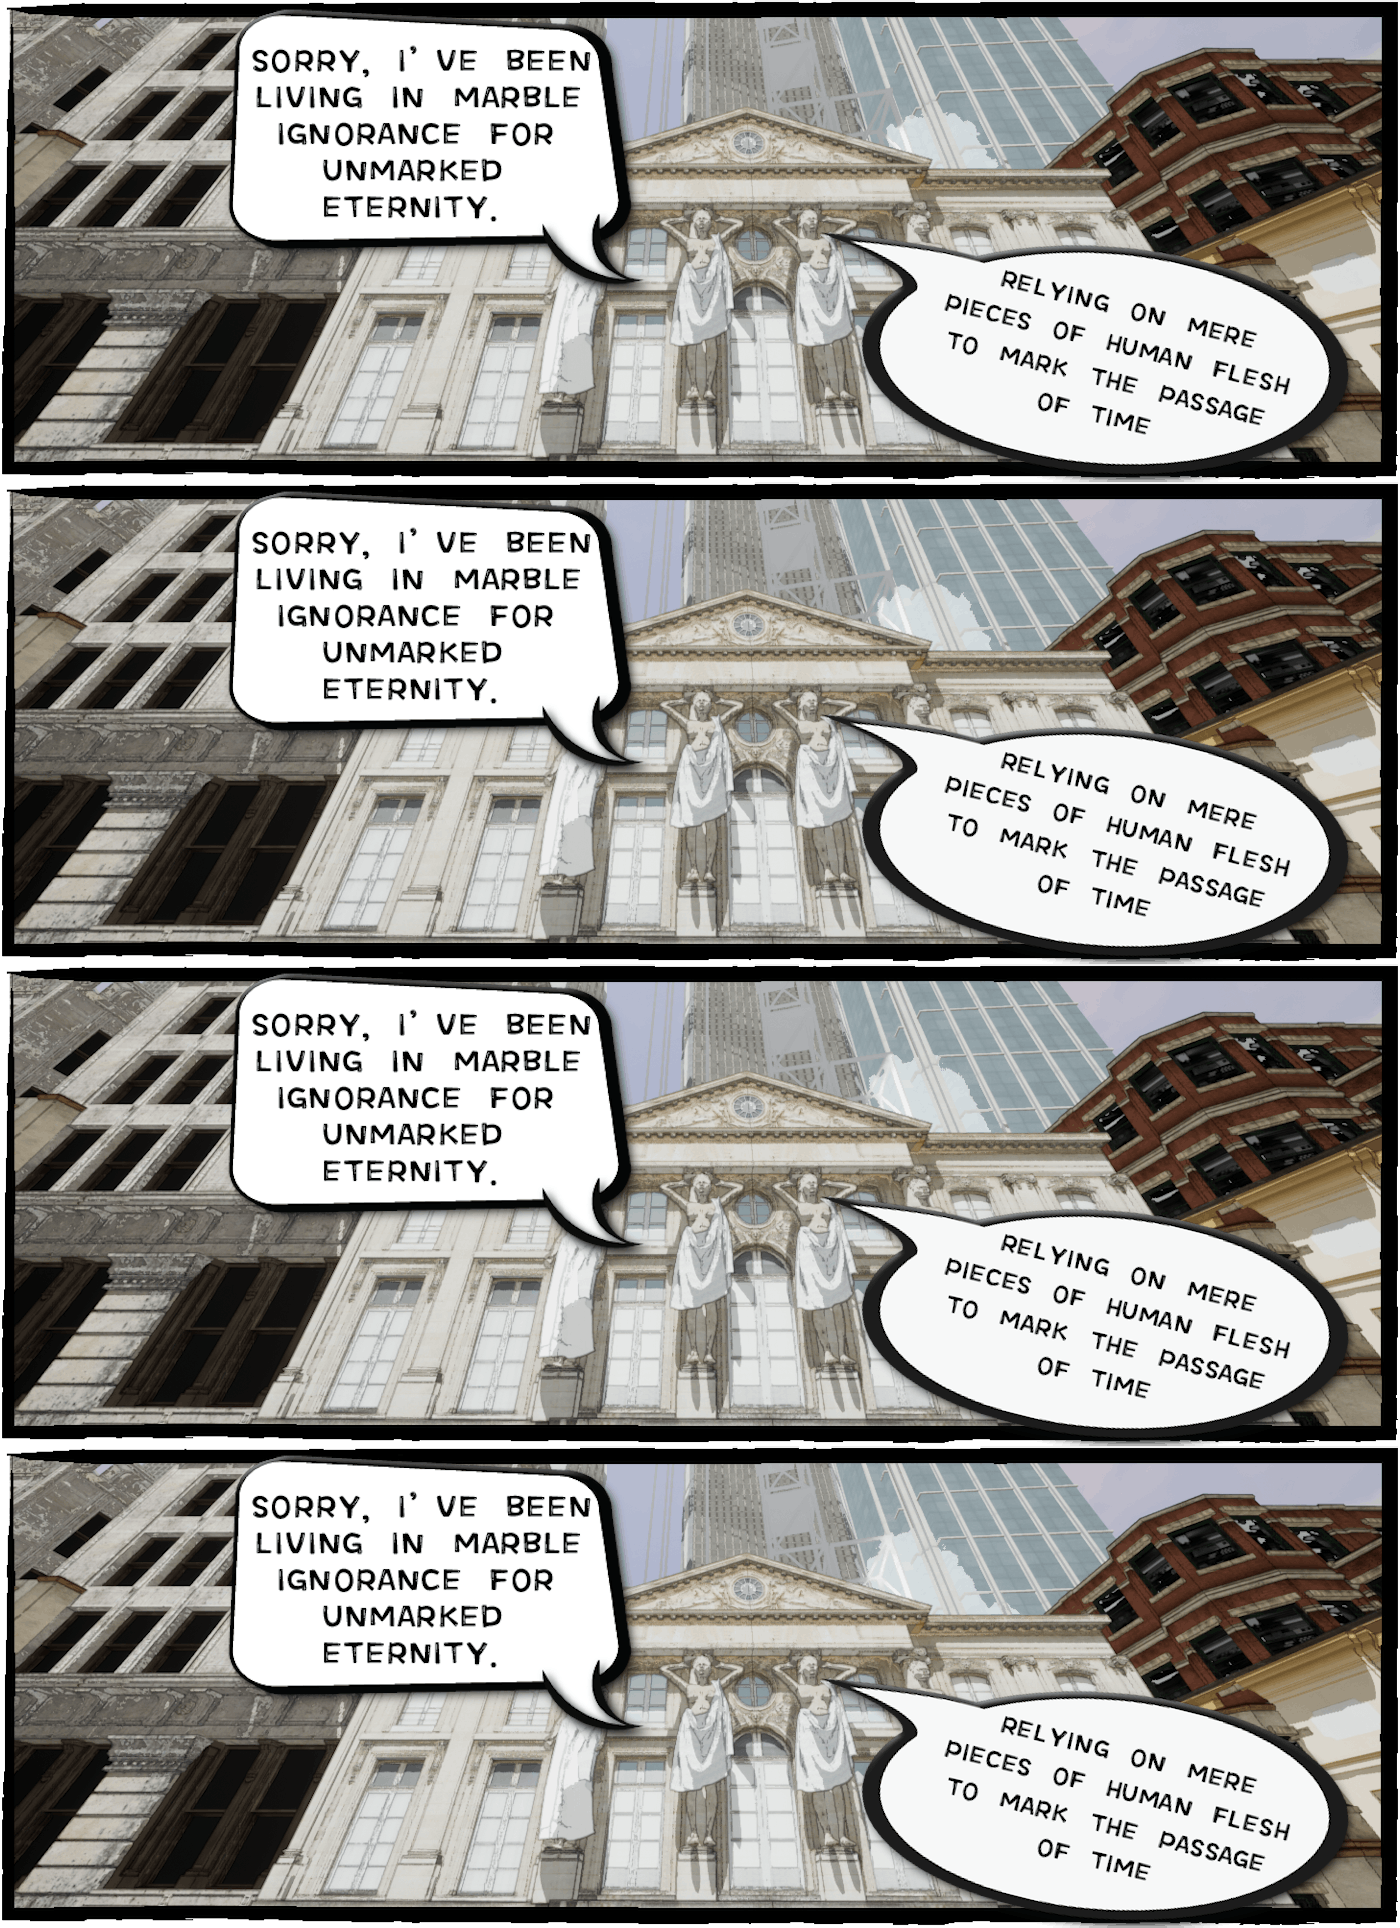 SORRY, I'VE BEEN
LIVING IN MARBLE
IGNORANCE FOR
UNMARKED
ETERNITY.
RELYING ON MERE
PIECES OF HUMAN FLESH
TO MARK THE PASSAGE
OF TIME
SORRY, I'VE BEEN
LIVING IN MARBLE
IGNORANCE FOR
UNMARKED
ETERNITY.
RELYING ON MERE
PIECES OF HUMAN FLESH
TO MARK THE PASSAGE
OF TIME
SORRY, I'VE BEEN
LIVING IN MARBLE
IGNORANCE FOR
UNMARKED
ETERNITY.
RELYING ON MERE
PIECES OF HUMAN FLESH
TO MARK THE PASSAGE
OF TIME
SORRY, I'VE BEEN
LIVING IN MARBLE
IGNORANCE FOR
UNMARKED
ETERNITY.
RELYING ON MERE
PIECES OF HUMAN FLESH
TO MARK THE PASSAGE
OF TIME